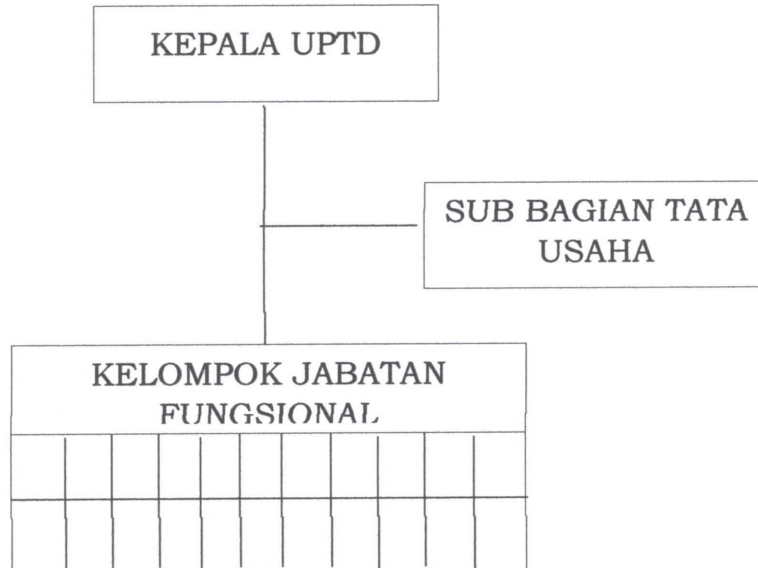 KEPALA UPTD
SUB BAGIAN TATA
USAHA
KELOMPOK JABATAN
FUNGSIONAL